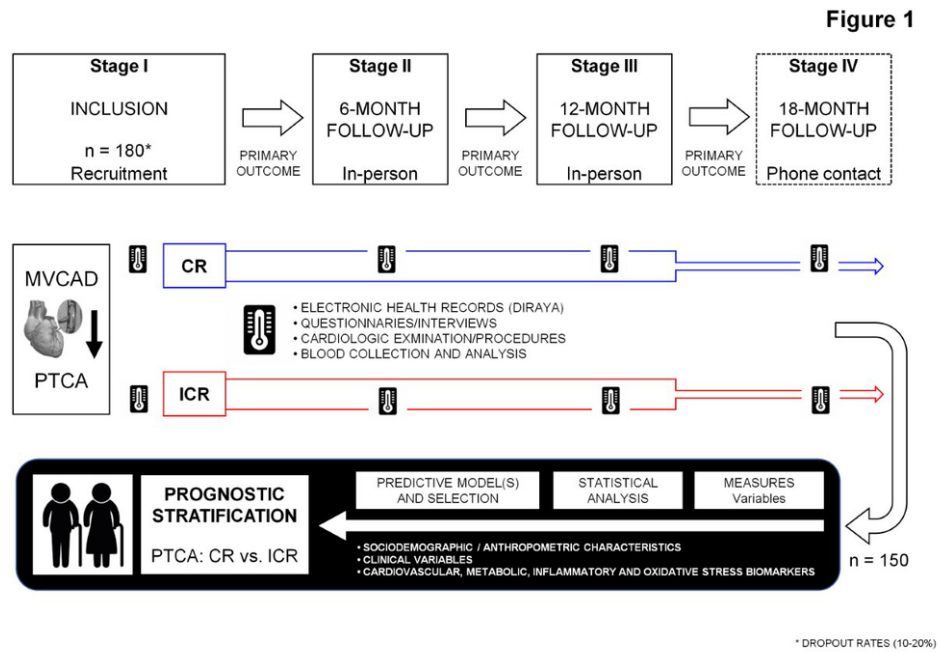 Figure 1
Stage I
INCLUSION
n = 180*
Recruitment
PRIMARY
OUTCOME
Stage II
6-MONTH
FOLLOW-UP
In-person
PRIMARY
OUTCOME
Stage III
12-MONTH
FOLLOW-UP
In-person
PRIMARY
OUTCOME
Stage IV
18-MONTH
FOLLOW-UP
Phone contact
MVCAD
PTCA
CR
• ELECTRONIC HEALTH RECORDS (DIRAYA)
• QUESTIONNARIES/INTERVIEWS
• CARDIOLOGIC EXMINATION/PROCEDURES
• BLOOD COLLECTION AND ANALYSIS
ICR
PROGNOSTIC
STRATIFICATION
PTCA: CR vs. ICR
PREDICTIVE MODEL(S)
AND SELECTION
STATISTICAL
ANALYSIS
MEASURES
Variables
• SOCIODEMOGRAPHIC / ANTHROPOMETRIC CHARACTERISTICS
• CLINICAL VARIABLES
• CARDIOVASCULAR, METABOLIC, INFLAMMATORY AND OXIDATIVE STRESS BIOMARKERS
n = 150
* DROPOUT RATES (10-20%)